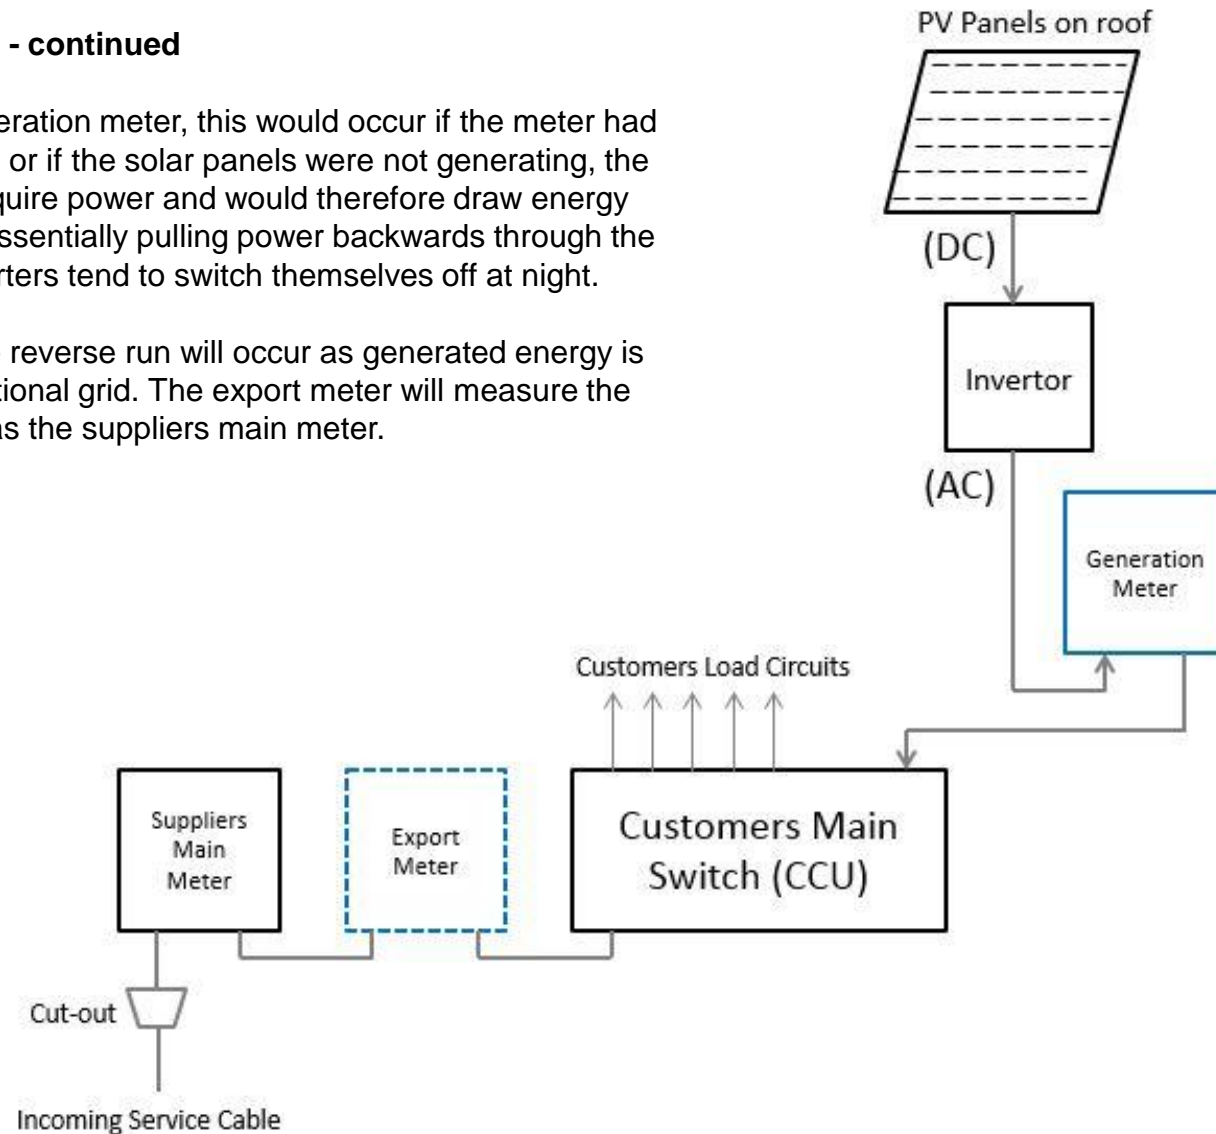 - continued
eration meter, this would occur if the meter had
or if the solar panels were not generating, the
quire power and would therefore draw energy
ssentially pulling power backwards through the
rters tend to switch themselves off at night.
reverse run will occur as generated energy is
tional grid. The export meter will measure the
as the suppliers main meter.
PV Panels on roof
(DC)
Invertor
(AC)
Generation
Meter
Customers Load Circuits
Suppliers
Main
Meter
Export
Meter
Customers Main
Switch (CCU)
Cut-out
Incoming Service Cable